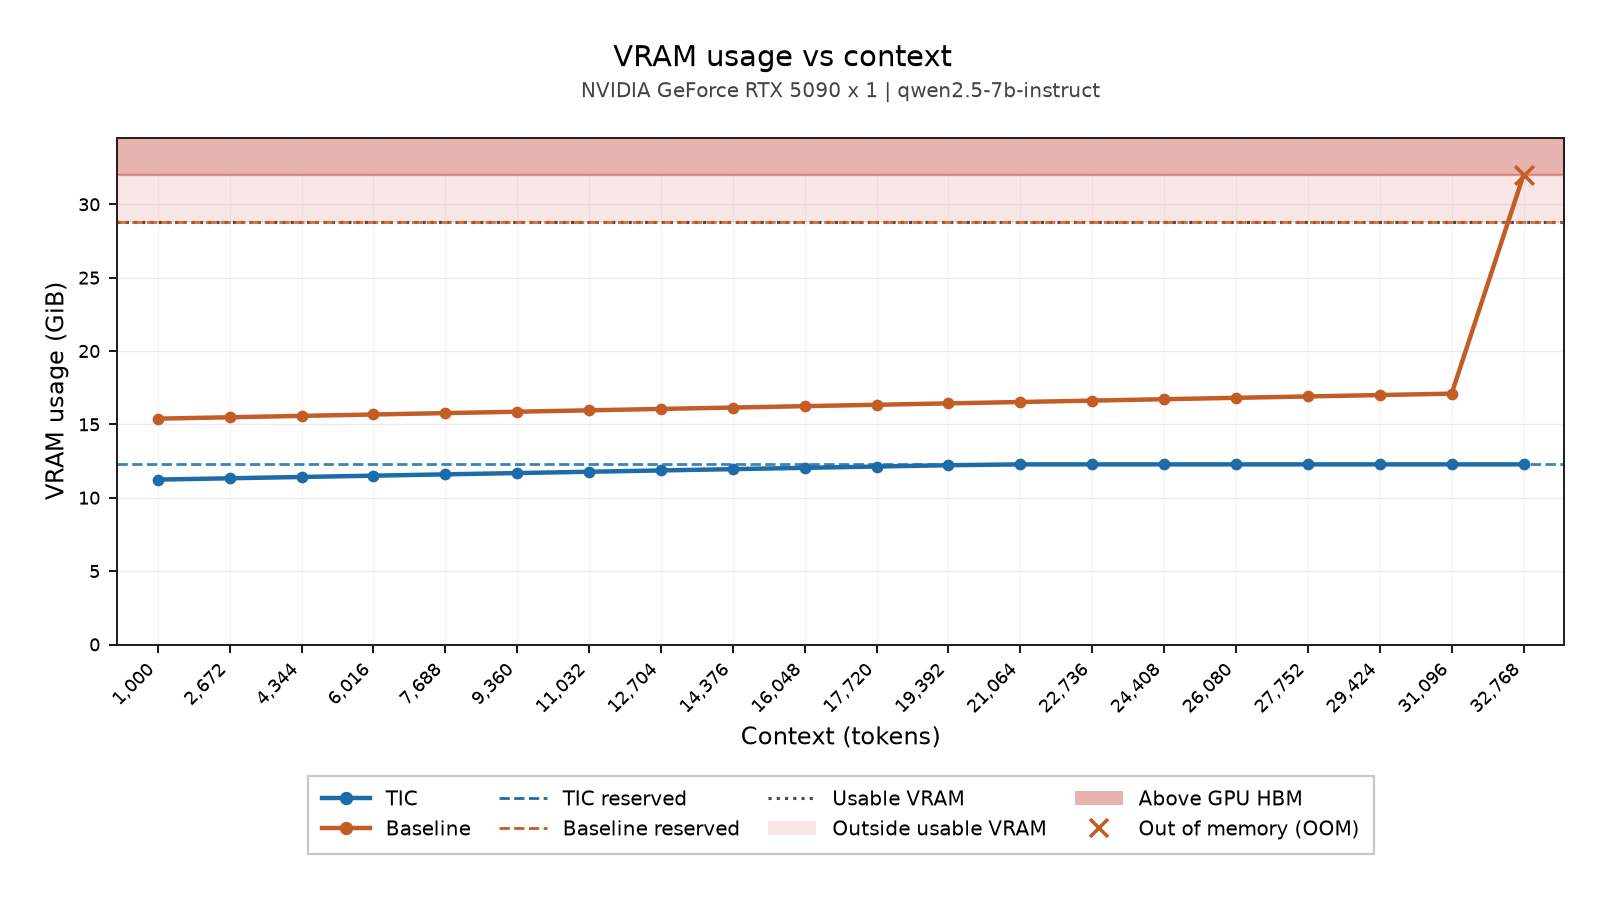 VRAM usage vs context
NVIDIA GeForce RTX 5090 x 1 | qwen2.5-7b-instruct
VRAM usage (GiB)
30
25
20
15
10
5
0
1,000
2,672
4,344
6,016
7,688
9,360
11,032
12,704
14,376
16,048
17,720
19,392
21,064
22,736
24,408
26,080
27,752
29,424
31,096
32,768
Context (tokens)
TIC
Baseline
TIC reserved
Baseline reserved
Usable VRAM
Outside usable VRAM
Above GPU HBM
Out of memory (OOM)